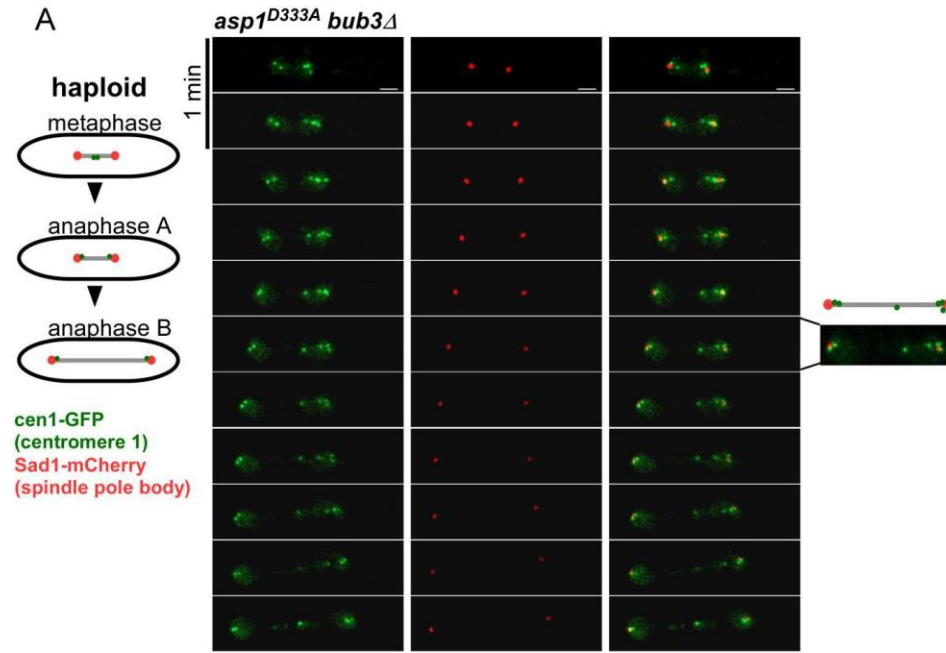 A
asp1D333A bub3Δ
1 min
haploid
metaphase
anaphase A
anaphase B
cen1-GFP
(centromere 1)
Sad1-mCherry
(spindle pole body)